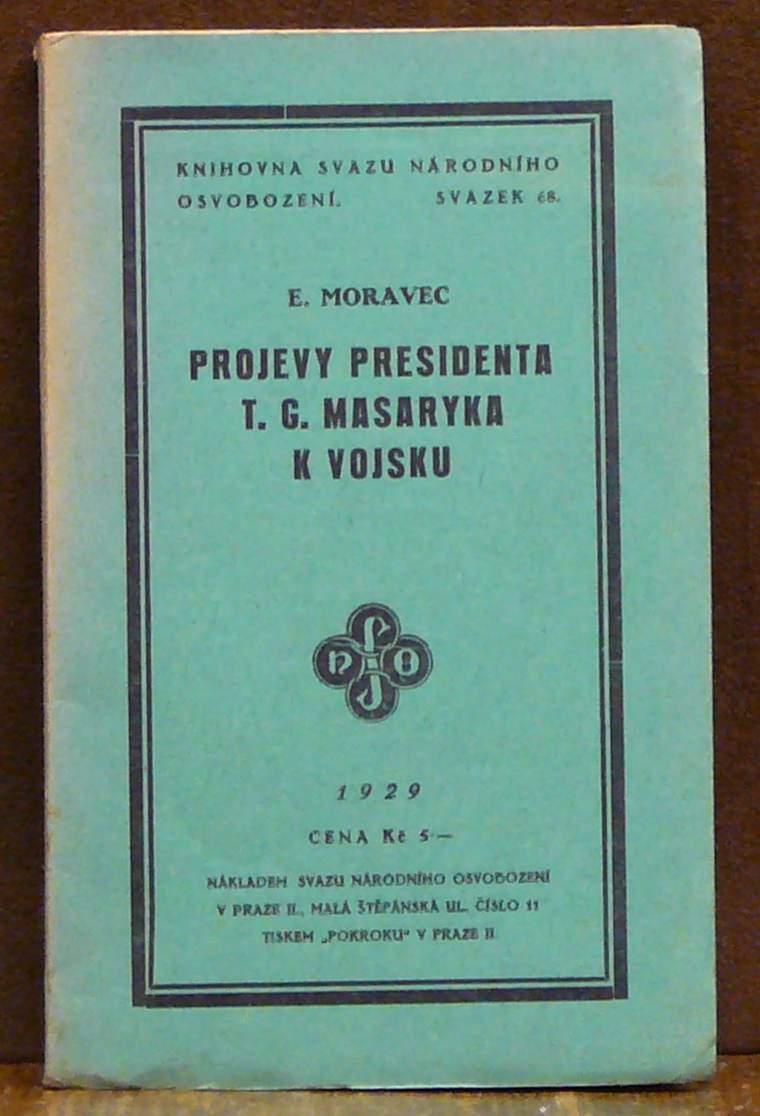 KNIHOVNA SVAZU NÁRODNÍHO
OSVOBOZENÍ. SVAZEK 68.
E. MORAVEC
PROJEVY PRESIDENTA
T. G. MASARYKA
K VOJSKU
S
N O
J
1929
CENA Kč 5—
NÁKLADEM SVAZU NÁRODNÍHO OSVOBOZENÍ
V PRAZE II., MALÁ ŠTĚPÁNSKÁ UL. ČÍSLO 11
TISKEM „POKROKU“ V PRAZE II